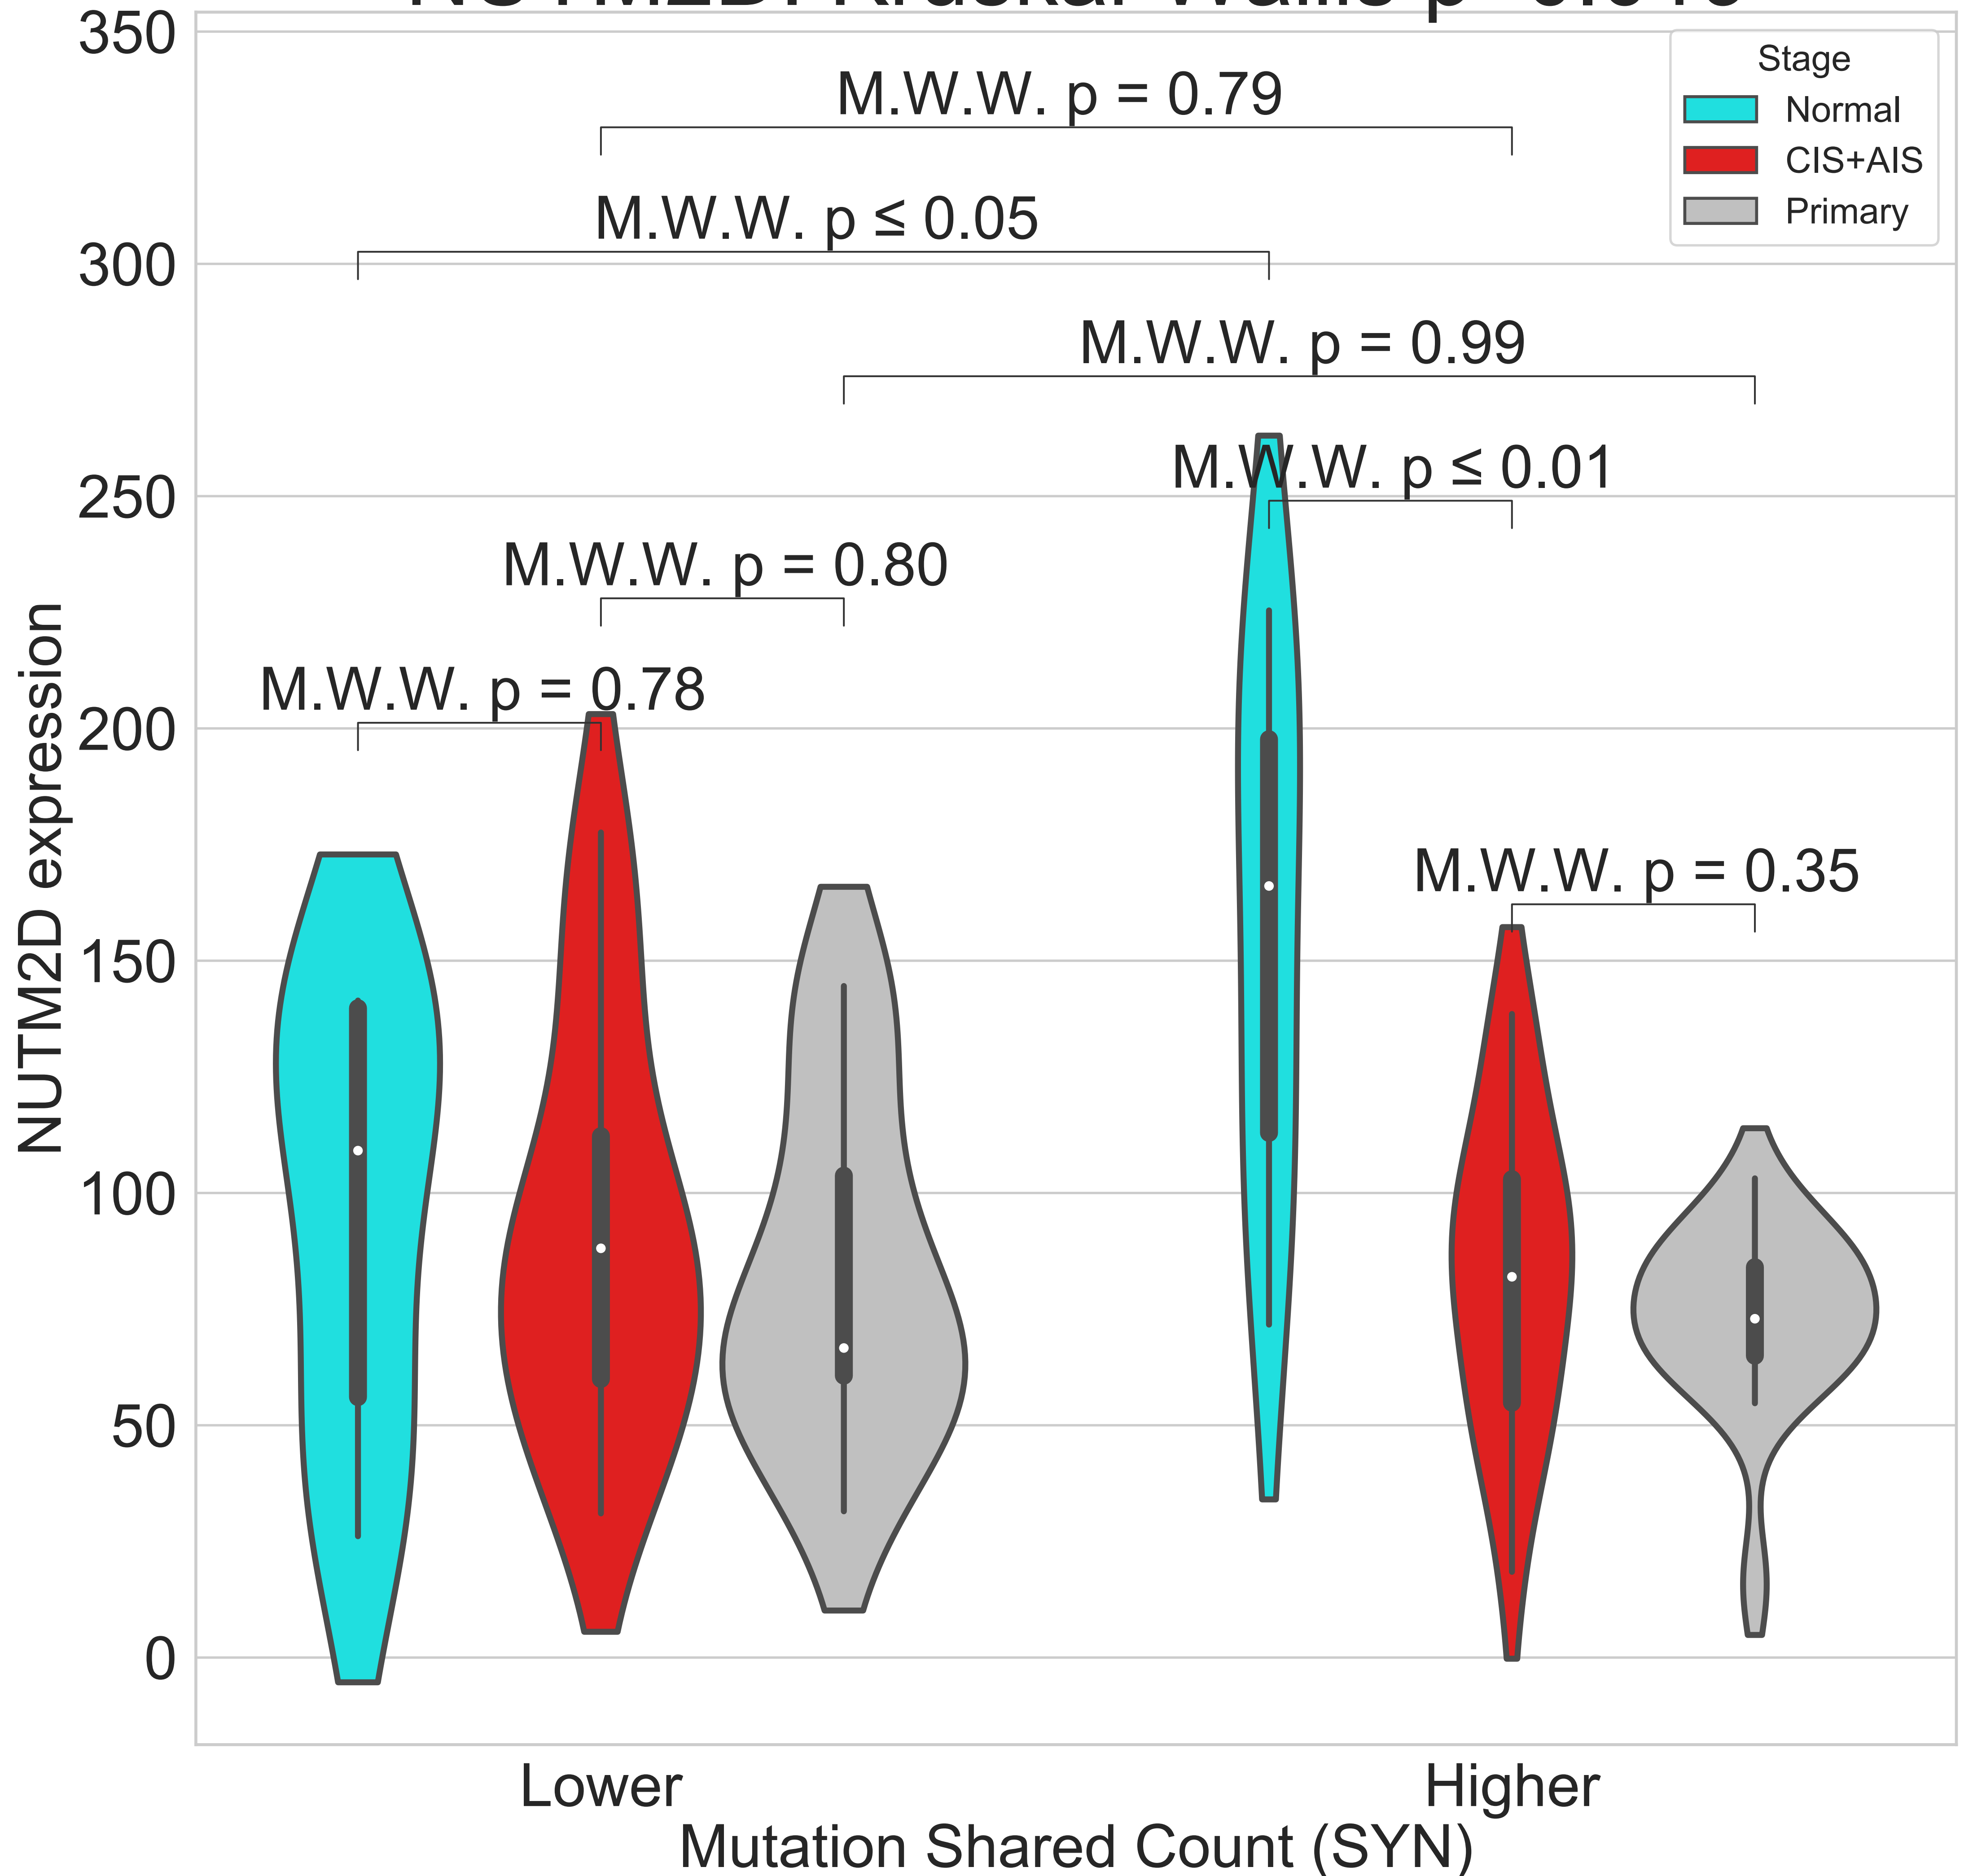 350
Stage
Normal
CIS+AIS
Primary
M.W.W. p = 0.79
M.W.W. p ≤ 0.05
300
M.W.W. p = 0.99
M.W.W. p ≤ 0.01
250
M.W.W. p = 0.80
M.W.W. p = 0.78
200
M.W.W. p = 0.35
150
100
50
0
NUTM2D expression
Lower
Higher
Mutation Shared Count (SYN)